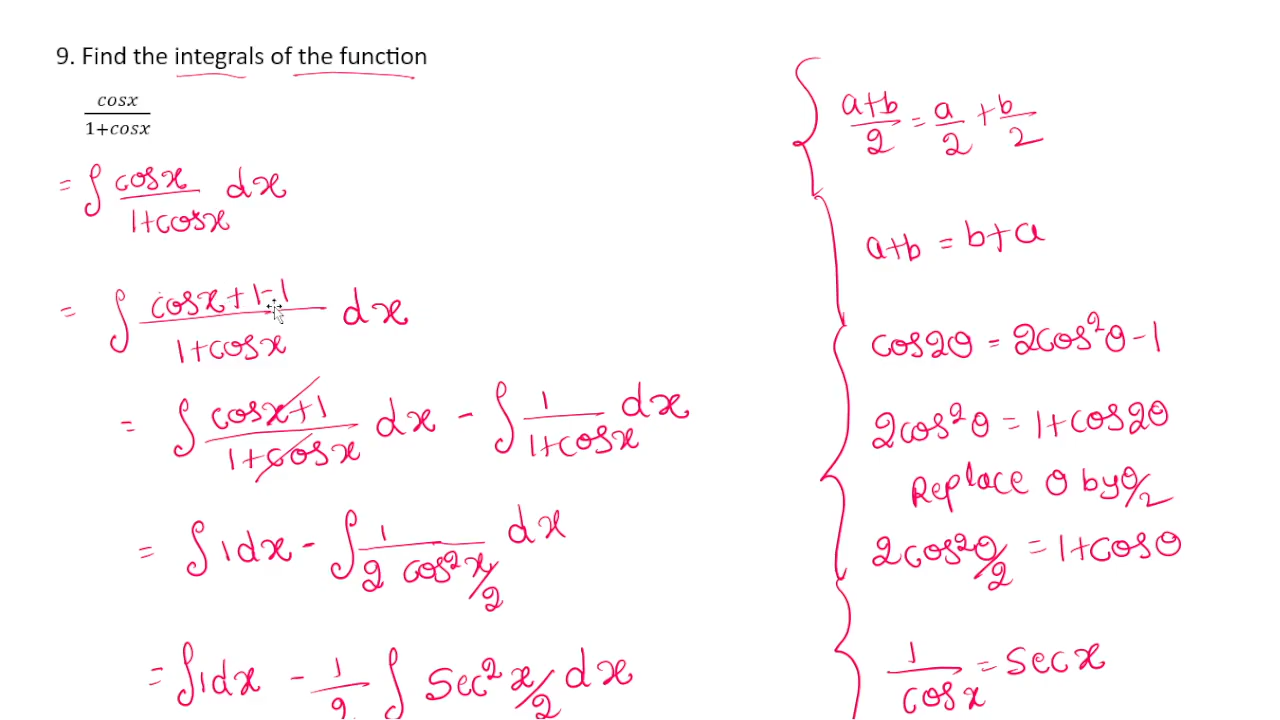 9. Find the integrals of the function
cosx
1+cosx
= ∫ cosx/1+cosx dx
= ∫ cosx+1-1/1+cosx dx
= ∫ cosx+1/1+cosx dx - ∫ 1/1+cosx dx
= ∫ 1dx - ∫ 1/2 cos²x/2 dx
= ∫ 1dx - 1/2 ∫ sec²x/2 dx
a+b/2 = a/2 + b/2
a+b = b+a
cos2θ = 2cos²θ-1
2cos²θ = 1+cos2θ
Replace θ by θ/2
2cos²θ/2 = 1+cosθ
1/cosx = secx